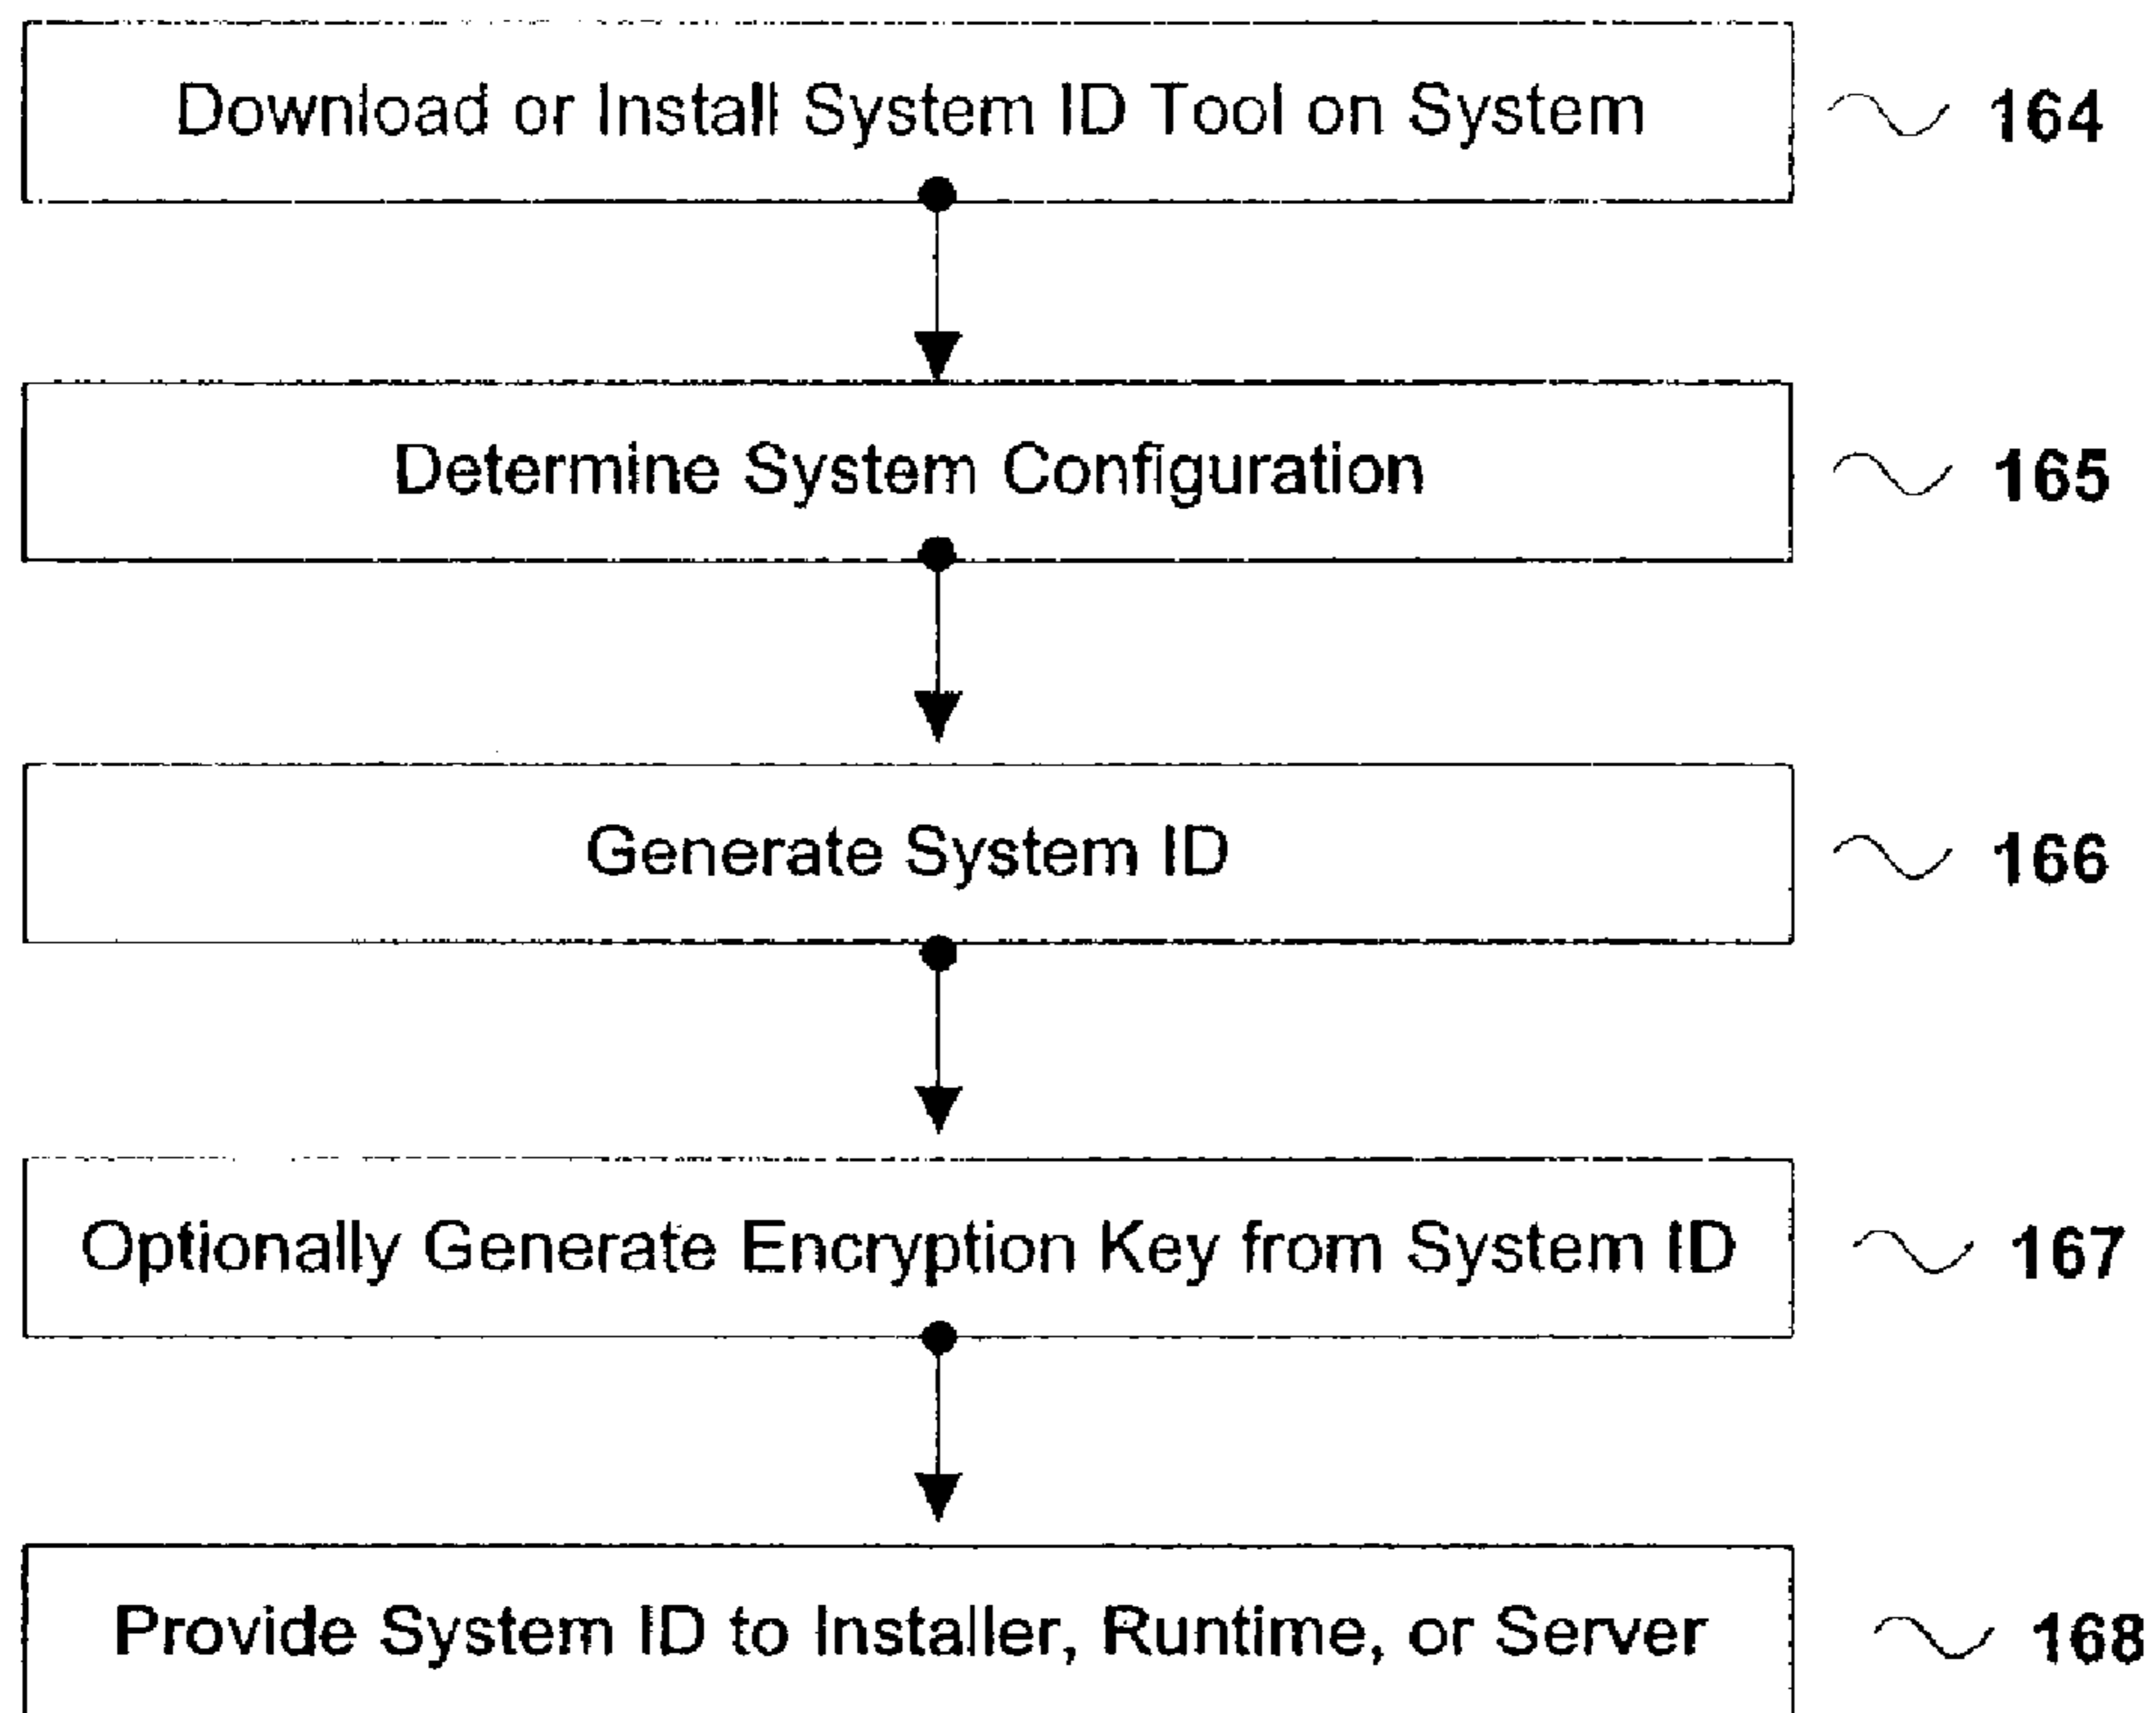 Download or Install System ID Tool on System 164
Determine System Configuration 165
Generate System ID 166
Optionally Generate Encryption Key from System ID 167
Provide System ID to Installer, Runtime, or Server 168